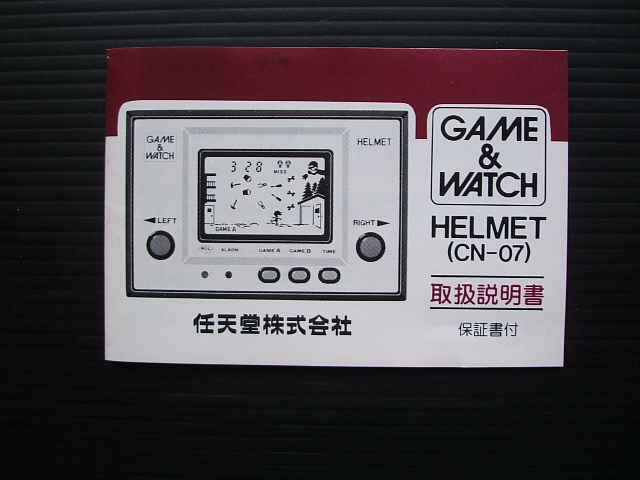 GAME
&
WATCH
HELMET
3 28
MISS
GAME A
LEFT
RIGHT
ACL
ALARM
GAME A
GAME B
TIME
任天堂株式会社
GAME
&
WATCH
HELMET
(CN-07)
取扱説明書
保証書付